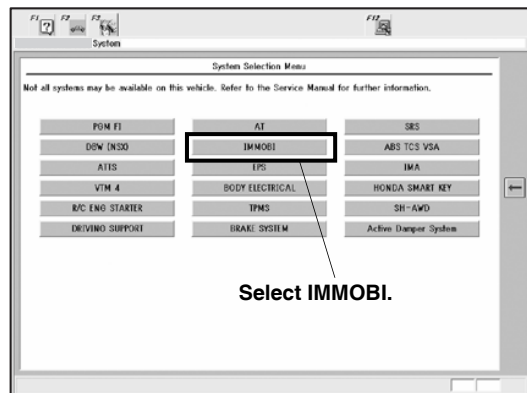 F1 F2 F3 F12
System
System Selection Menu
Not all systems may be available on this vehicle. Refer to the Service Manual for further information.
PGM FI AT SRS
DBW (NSX) IMMOBI ABS TCS VSA
ATTS EPS IMA
VTM 4 BODY ELECTRICAL HONDA SMART KEY
R/C ENG STARTER TPMS SH-AWD
DRIVING SUPPORT BRAKE SYSTEM Active Damper System
Select IMMOBI.